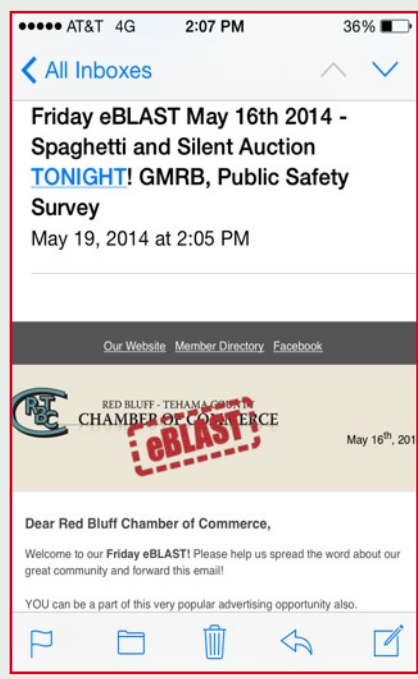 AT&T 4G 2:07 PM 36%
All Inboxes
Friday eBLAST May 16th 2014 -
Spaghetti and Silent Auction
TONIGHT! GMRB, Public Safety
Survey
May 19, 2014 at 2:05 PM
Our Website Member Directory Facebook
RTBC
RED BLUFF - TEHAMA COUNTY
CHAMBER OF COMMERCE
eBLAST!
May 16th, 201
Dear Red Bluff Chamber of Commerce,
Welcome to our Friday eBLAST! Please help us spread the word about our
great community and forward this email!
YOU can be a part of this very popular advertising opportunity also.